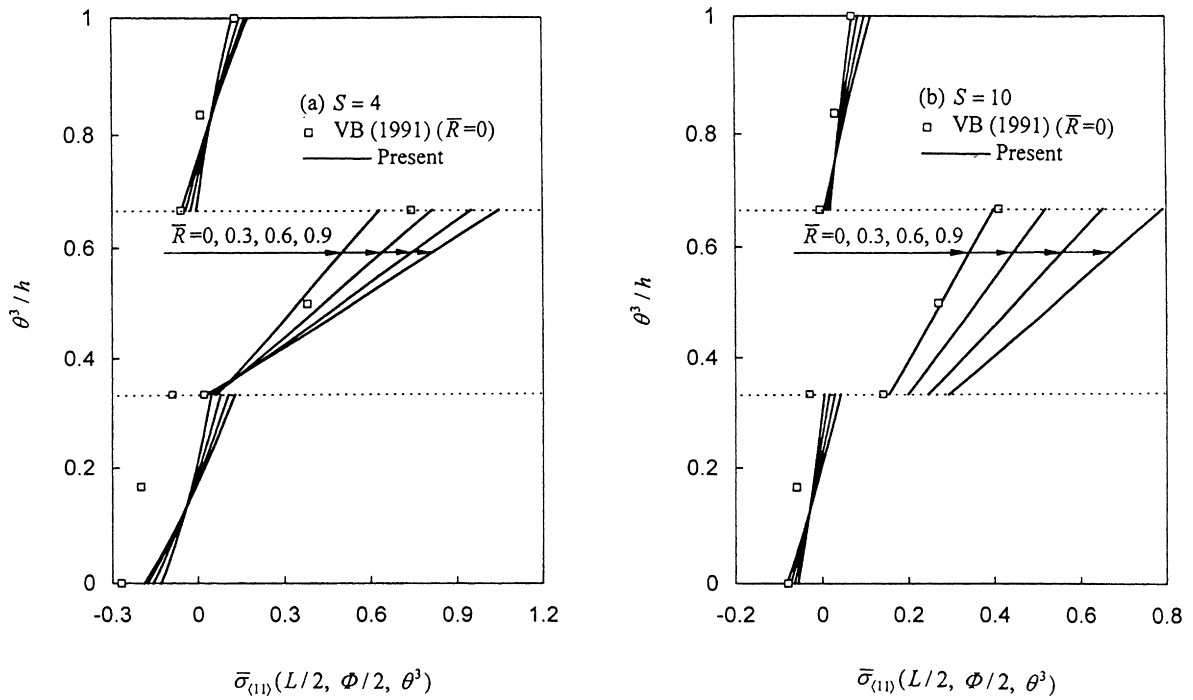 1
0.8
0.6
0.4
0.2
0
θ³/h
(a) S = 4
VB (1991) (R̅=0)
Present
R̅=0, 0.3, 0.6, 0.9
-0.3
0
0.3
0.6
0.9
1.2
σ̅⟨11⟩(L/2, Φ/2, θ³)
1
0.8
0.6
0.4
0.2
0
θ³/h
(b) S = 10
VB (1991) (R̅=0)
Present
R̅=0, 0.3, 0.6, 0.9
-0.2
0
0.2
0.4
0.6
0.8
σ̅⟨11⟩(L/2, Φ/2, θ³)